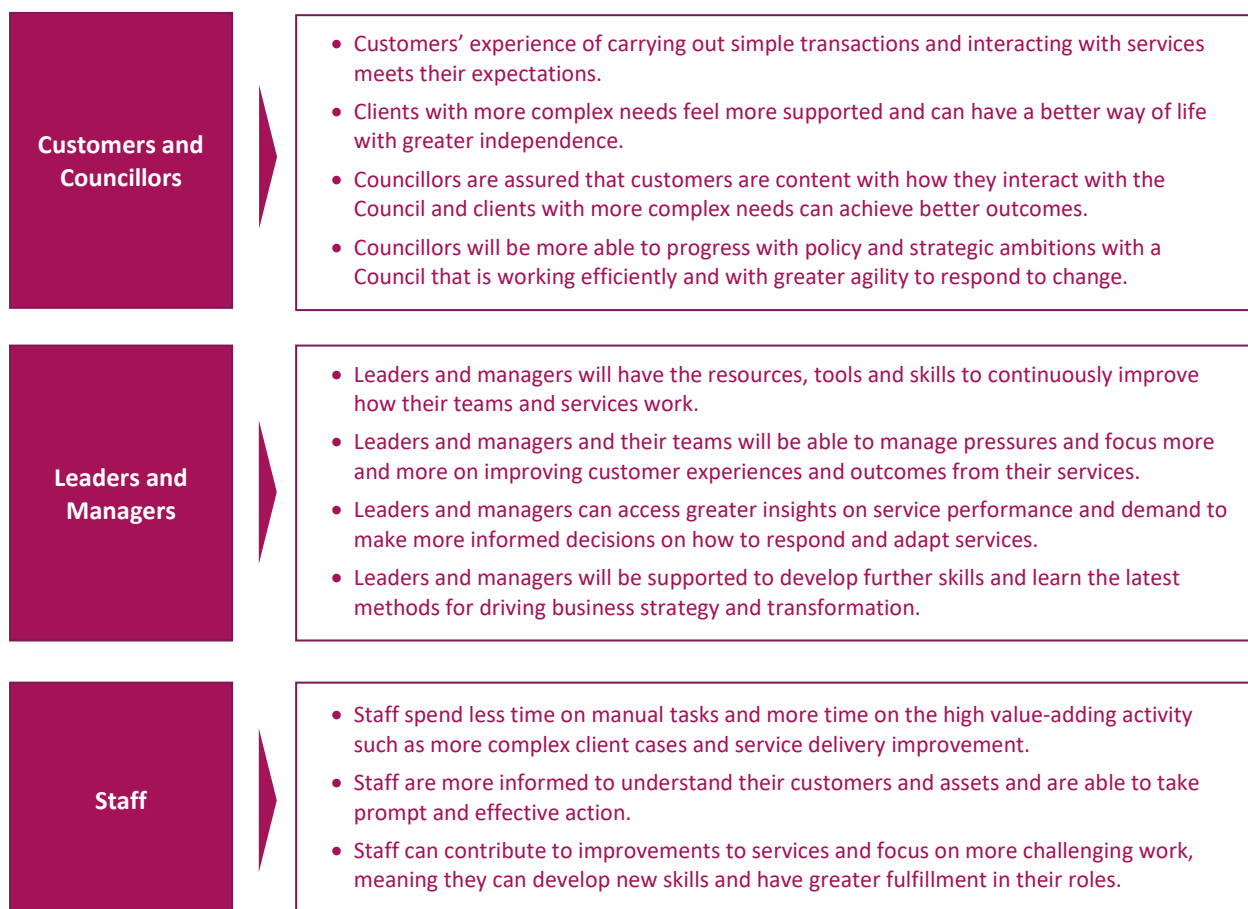 Customers and
Councillors
• Customers’ experience of carrying out simple transactions and interacting with services
meets their expectations.
• Clients with more complex needs feel more supported and can have a better way of life
with greater independence.
• Councillors are assured that customers are content with how they interact with the
Council and clients with more complex needs can achieve better outcomes.
• Councillors will be more able to progress with policy and strategic ambitions with a
Council that is working efficiently and with greater agility to respond to change.
Leaders and
Managers
• Leaders and managers will have the resources, tools and skills to continuously improve
how their teams and services work.
• Leaders and managers and their teams will be able to manage pressures and focus more
and more on improving customer experiences and outcomes from their services.
• Leaders and managers can access greater insights on service performance and demand to
make more informed decisions on how to respond and adapt services.
• Leaders and managers will be supported to develop further skills and learn the latest
methods for driving business strategy and transformation.
Staff
• Staff spend less time on manual tasks and more time on the high value-adding activity
such as more complex client cases and service delivery improvement.
• Staff are more informed to understand their customers and assets and are able to take
prompt and effective action.
• Staff can contribute to improvements to services and focus on more challenging work,
meaning they can develop new skills and have greater fulfillment in their roles.